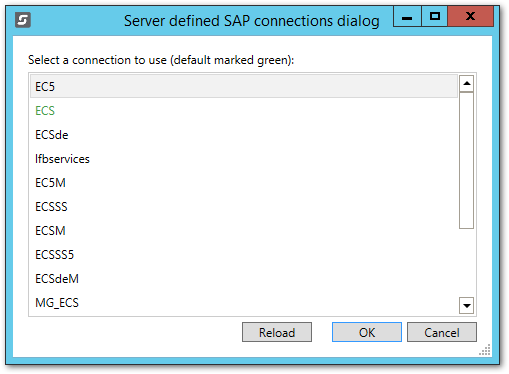 Server defined SAP connections dialog
Select a connection to use (default marked green):
EC5
ECS
ECSde
lfbservices
EC5M
ECSSS
ECSM
ECSSS5
ECSdeM
MG_ECS
Reload OK Cancel